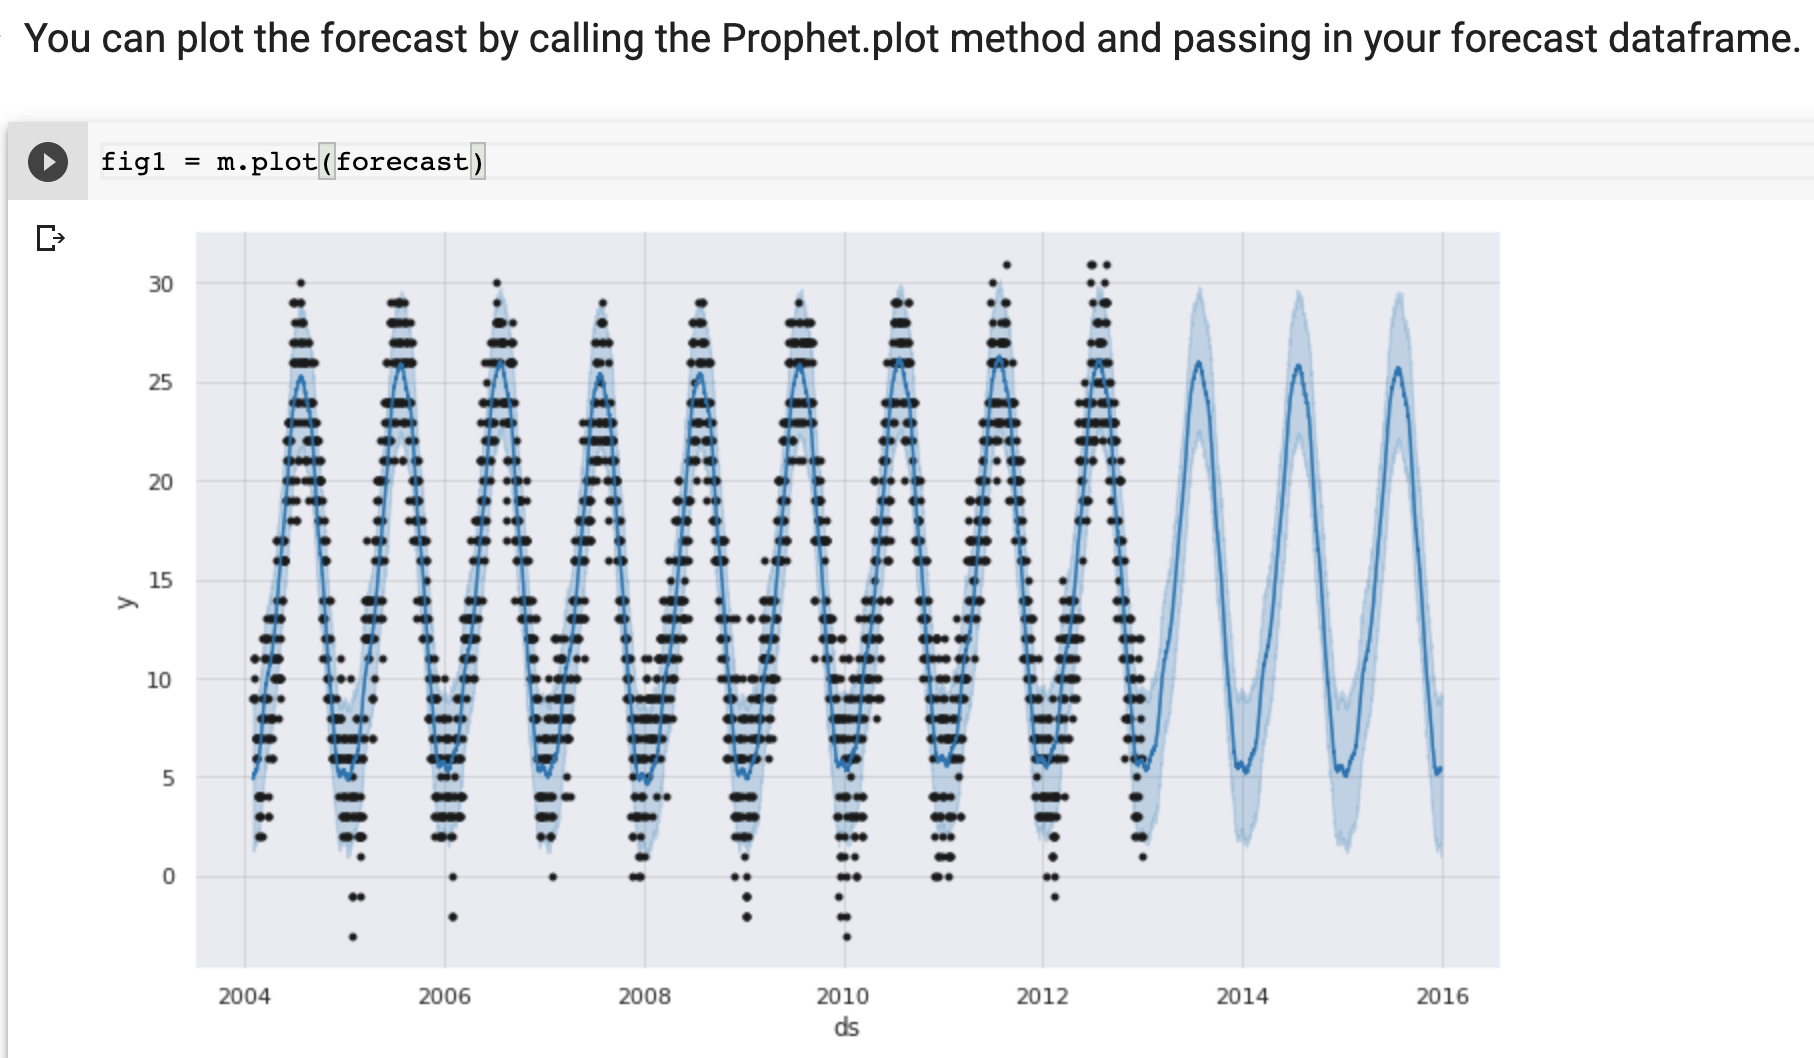 You can plot the forecast by calling the Prophet.plot method and passing in your forecast dataframe.
fig1 = m.plot(forecast)
30
25
20
15
10
5
0
y
2004 2006 2008 2010 2012 2014 2016
ds